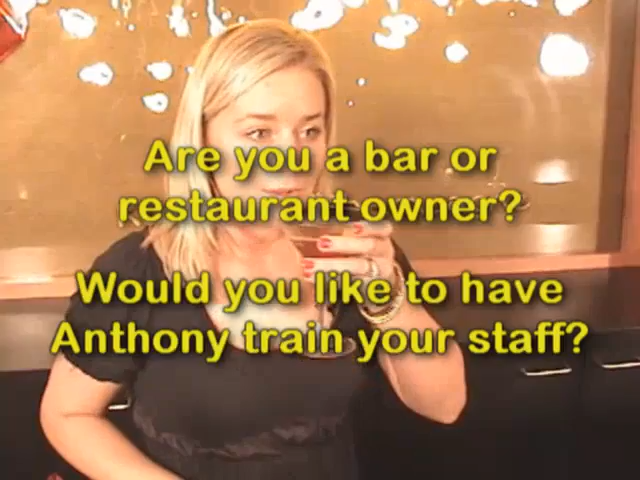 Are you a bar or
restaurant owner?
Would you like to have
Anthony train your staff?